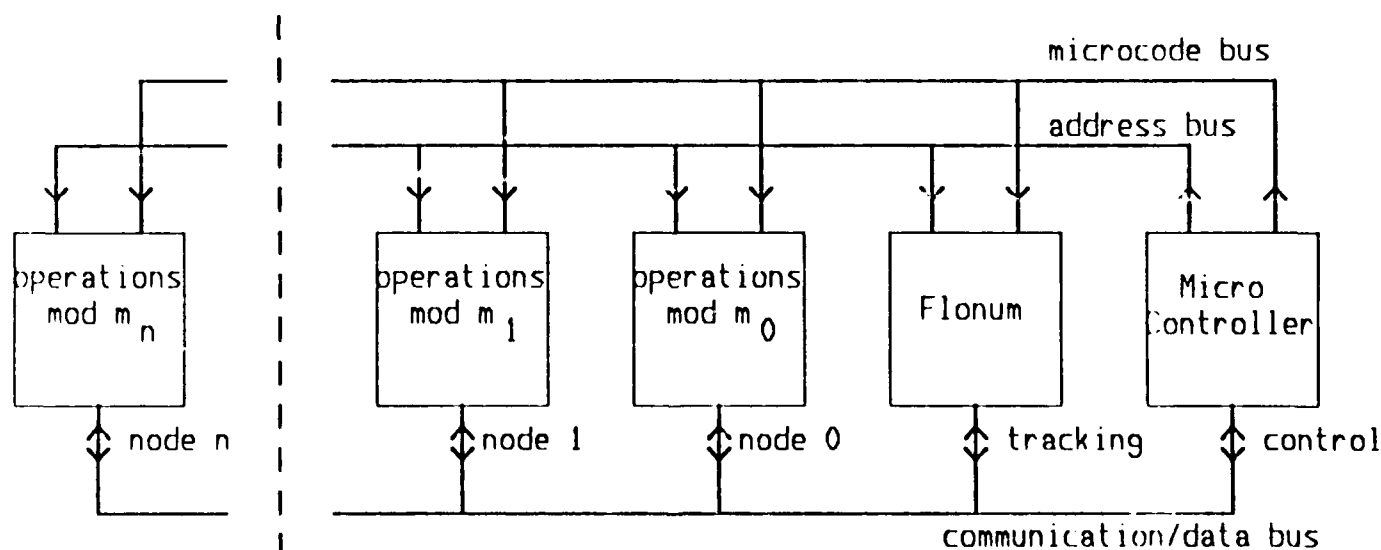 microcode bus
address bus
operations
mod m n
operations
mod m 1
operations
mod m 0
Flonum
Micro
Controller
node n
node 1
node 0
tracking
control
communication/data bus